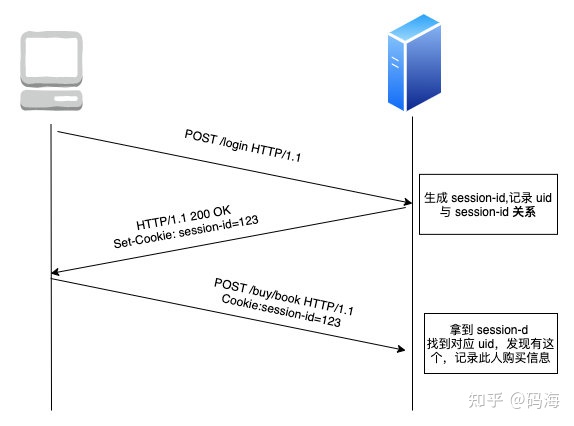 POST /login HTTP/1.1
生成 session-id,记录 uid
与 session-id 关系
HTTP/1.1 200 OK
Set-Cookie: session-id=123
POST /buy/book HTTP/1.1
Cookie:session-id=123
拿到 session-d
找到对应 uid，发现有这
个，记录此人购买信息
知乎 @码海